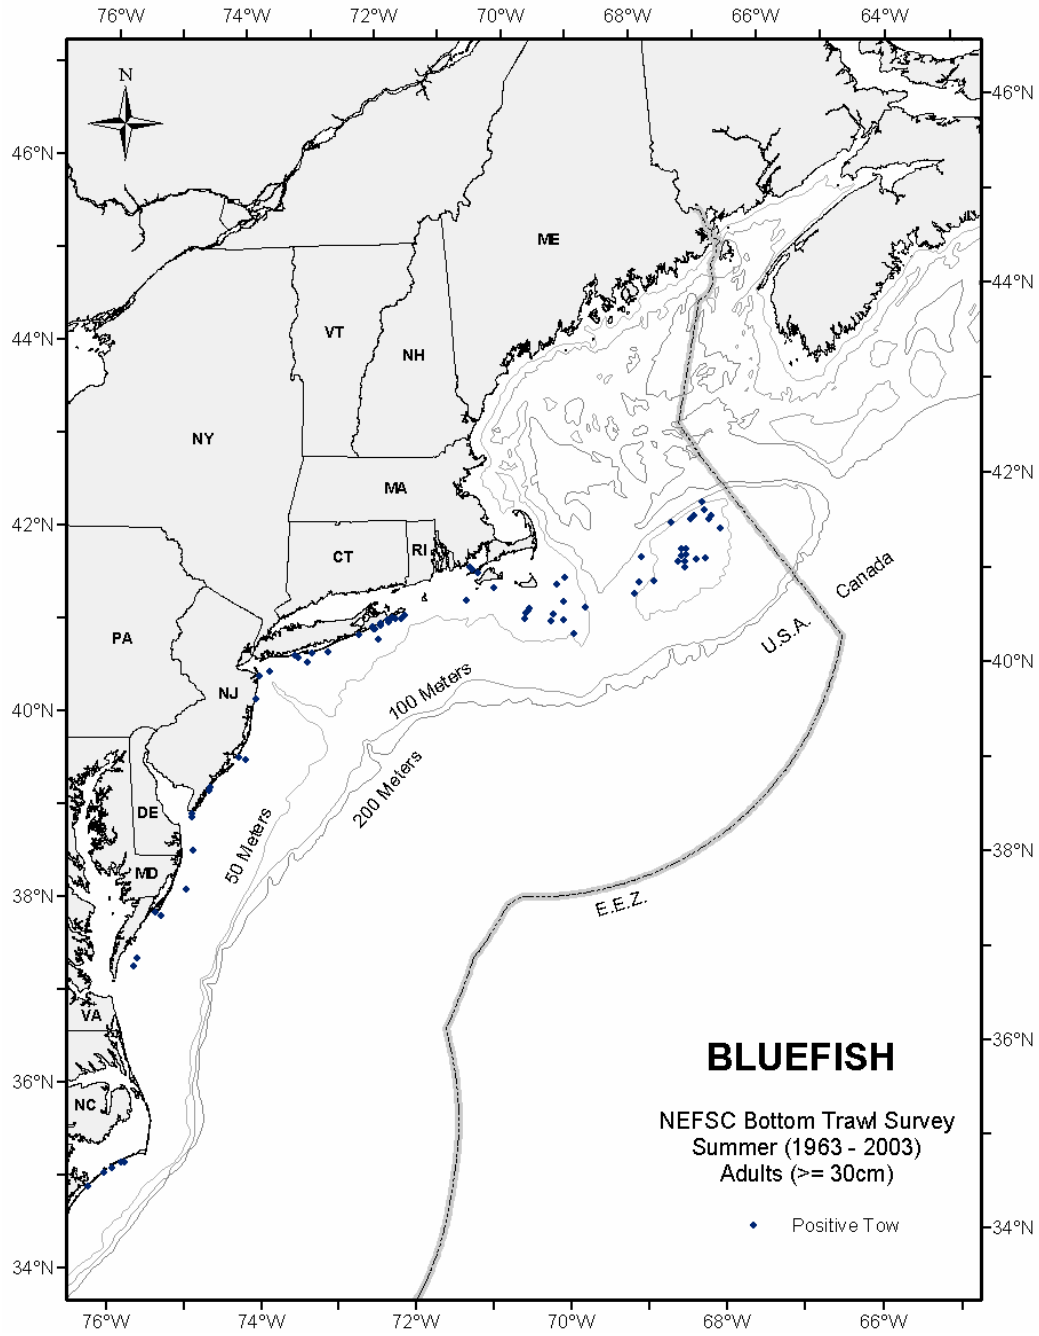 76°W 74°W 72°W 70°W 68°W 66°W 64°W
N
46°N
46°N
ME
44°N
44°N
VT
NH
NY
42°N
MA
42°N
RI
CT
Canada
U.S.A.
PA
40°N
NJ
100 Meters
40°N
200 Meters
DE
50 Meters
38°N
MD
38°N
E.E.Z.
VA
36°N
BLUEFISH
36°N
NC
NEFSC Bottom Trawl Survey
Summer (1963 - 2003)
Adults (>= 30cm)
Positive Tow
34°N
34°N
76°W 74°W 72°W 70°W 68°W 66°W